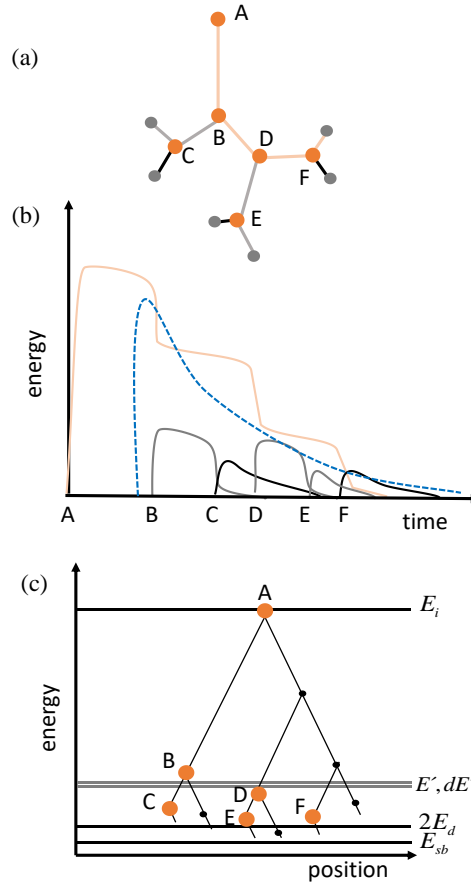 (a)
A
B
C
D
E
F
(b)
energy
A
B
C
D
E
F
time
(c)
energy
A
E_i
B
C
D
E
F
E′, dE′
2E_d
E_sb
position